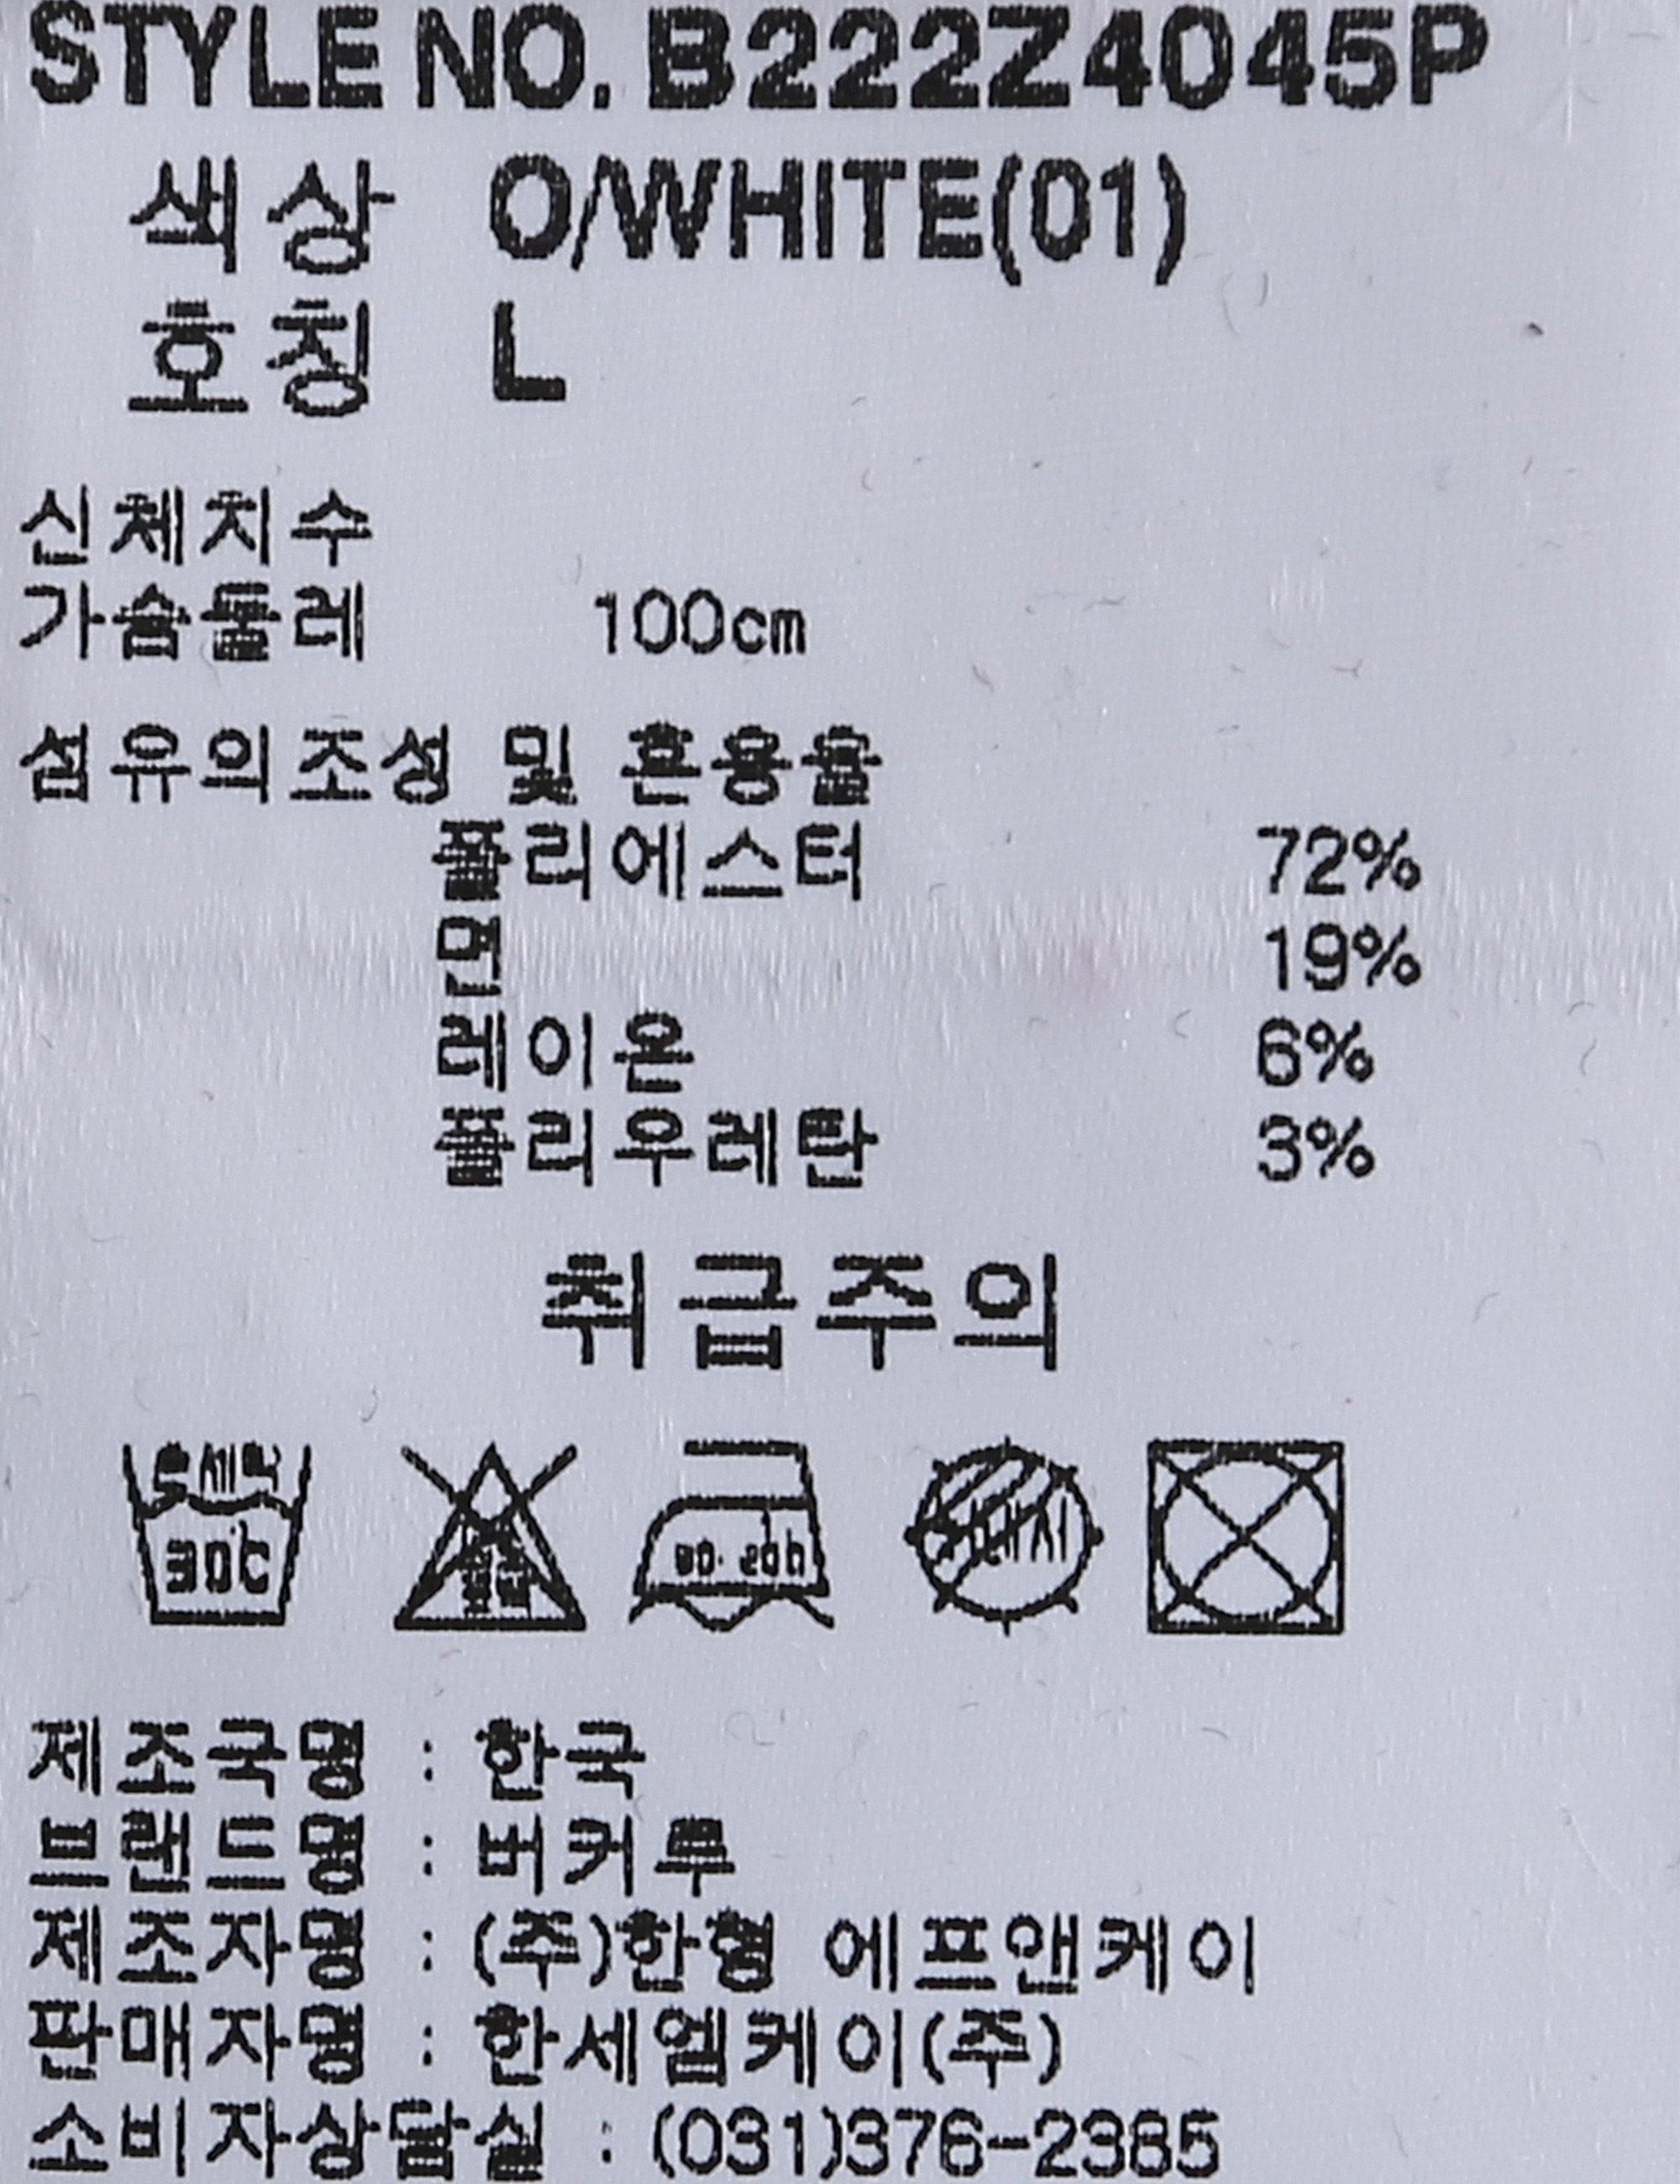 STYLE NO. B222Z4045P
색상 O/WHITE(01)
호칭 L
신체치수
가슴둘레 100cm
섬유의조성 및 혼용율
폴리에스터 72%
면 19%
레이온 6%
폴리우레탄 3%
취급주의
30℃
제조국명 : 한국
브랜드명 : 버커루
제조자명 : (주)한형 에프앤케이
판매자명 : 한세엠케이(주)
소비자상담실 : (031)376-2385